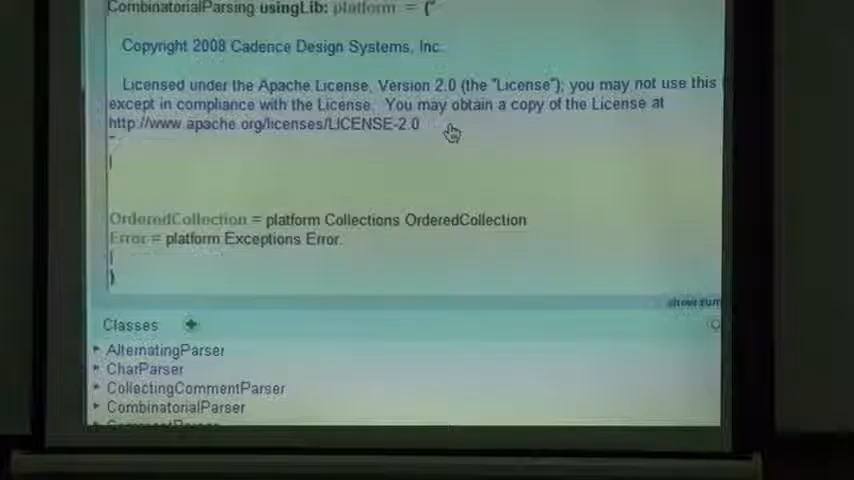 CombinatorialParsing usingLib: platform = ("
Copyright 2008 Cadence Design Systems, Inc.
Licensed under the Apache License, Version 2.0 (the "License"); you may not use this
except in compliance with the License. You may obtain a copy of the License at
http://www.apache.org/licenses/LICENSE-2.0
"
|
OrderedCollection = platform Collections OrderedCollection
Error = platform Exceptions Error.
|
)
show sum
Classes +
AlternatingParser
CharParser
CollectingCommentParser
CombinatorialParser
CommentParser